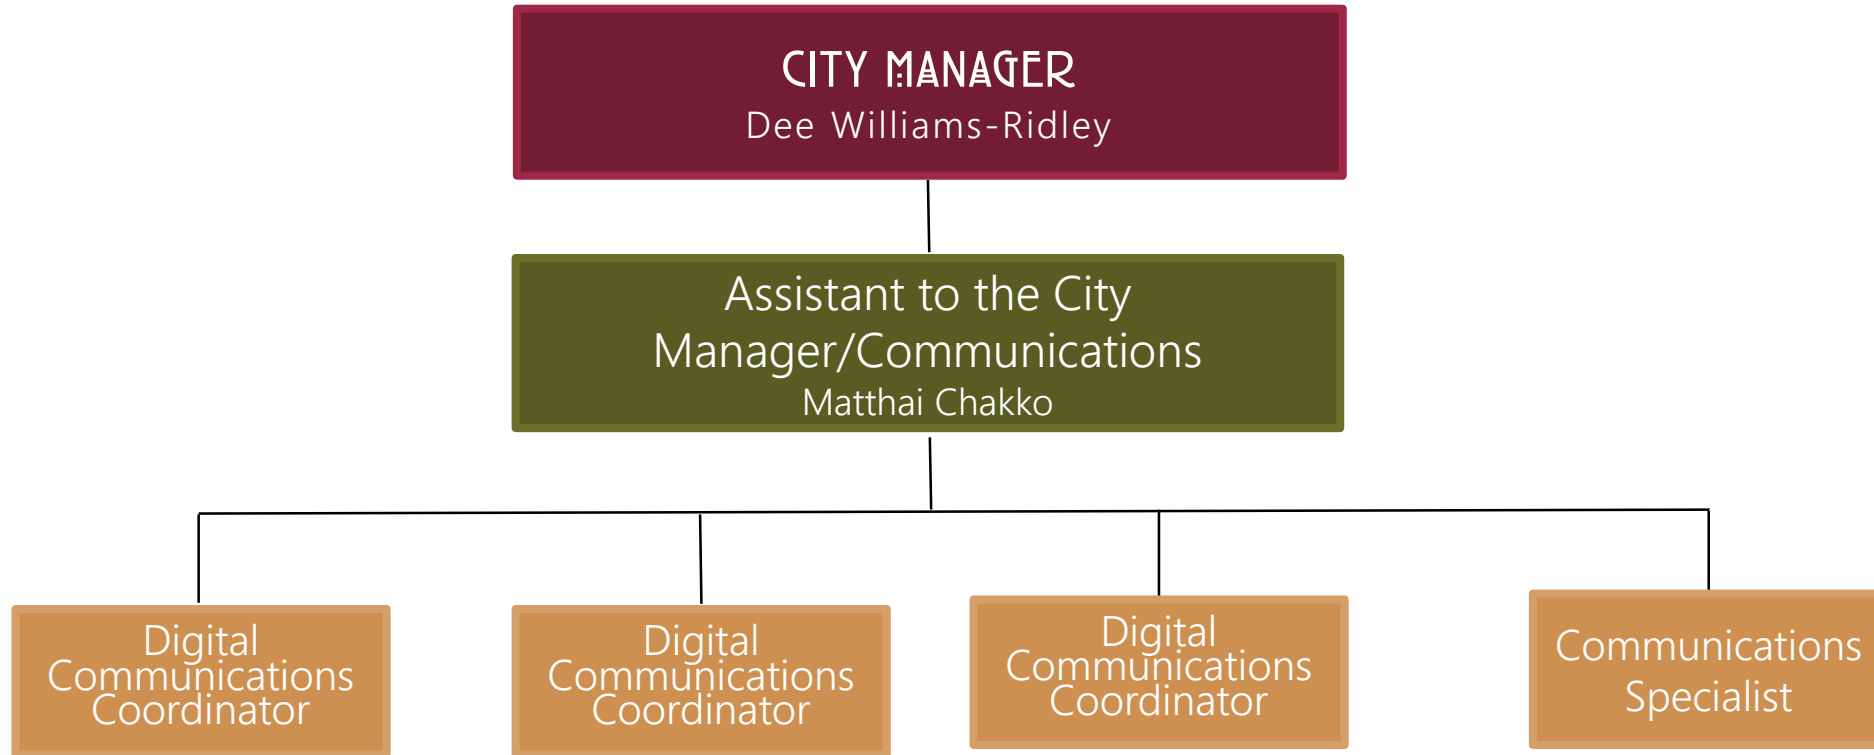 CITY MANAGER
Dee Williams-Ridley
Assistant to the City
Manager/Communications
Matthai Chakko
Digital
Communications
Coordinator
Digital
Communications
Coordinator
Digital
Communications
Coordinator
Communications
Specialist